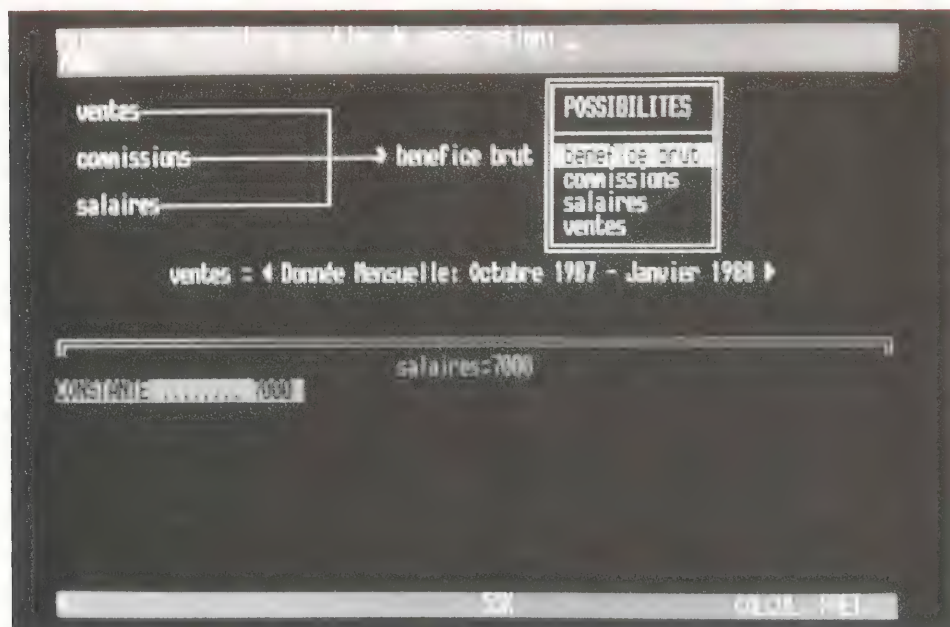 ventes
commissions
salaires
benefice brut
POSSIBILITES
benefice brut
commissions
salaires
ventes
ventes = ◄ Donnée Mensuelle: Octobre 1987 - Janvier 1988 ►
salaires=7000
CONSTANTE ........ 7000
CALCUL PRET